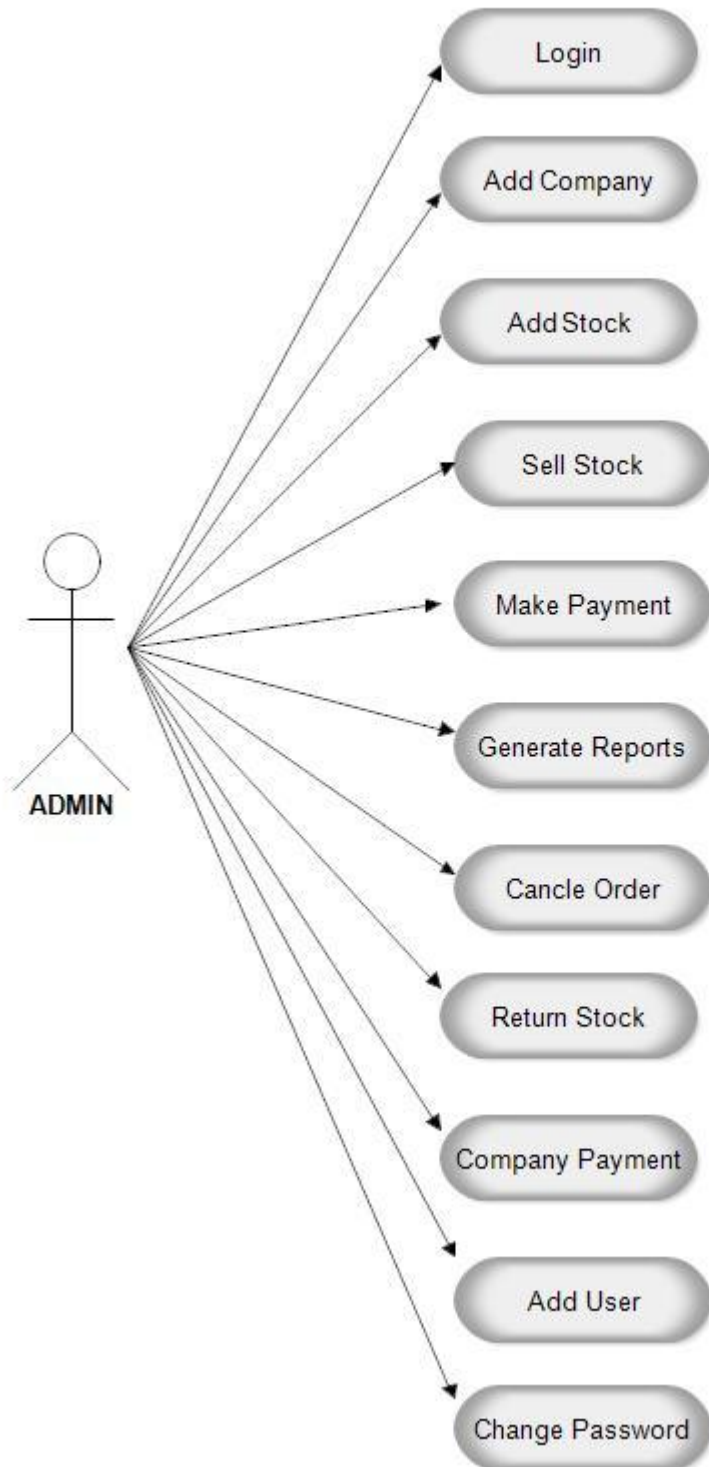 Login
Add Company
Add Stock
Sell Stock
Make Payment
Generate Reports
ADMIN
Cancle Order
Return Stock
Company Payment
Add User
Change Password